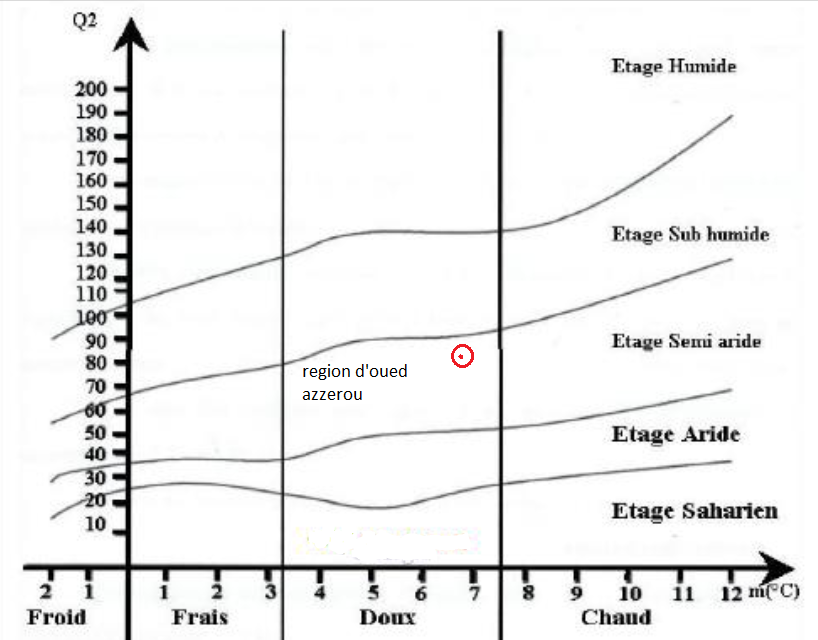 Q2
Etage Humide
200
190
180
170
160
150
140
130
120
110
100
90
80
70
60
50
40
30
20
10
Etage Sub humide
Etage Semi aride
region d'oued
azzerou
Etage Aride
Etage Saharien
2 1 1 2 3 4 5 6 7 8 9 10 11 12 m(°C)
Froid Frais Doux Chaud